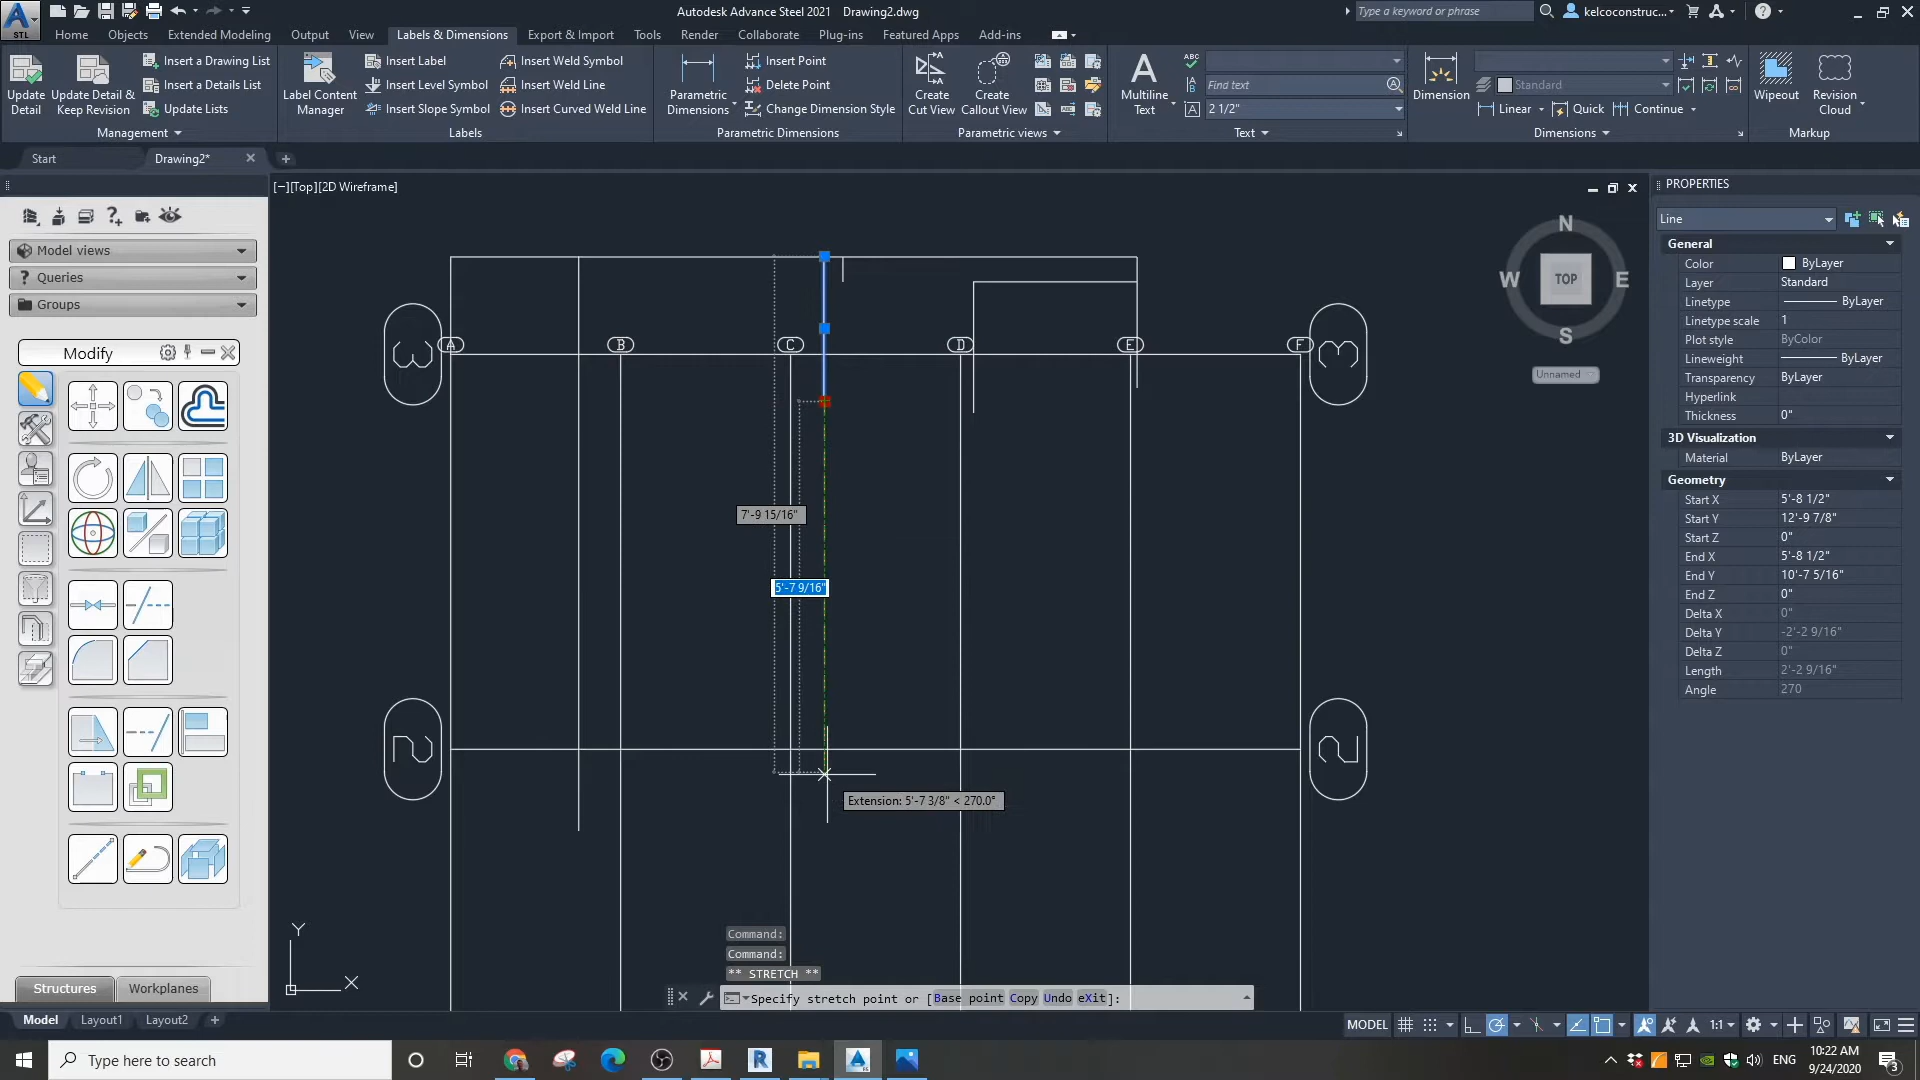 Autodesk Advance Steel 2021 Drawing2.dwg
Type a keyword or phrase
kelcoconstruc...
STL
Home Objects Extended Modeling Output View Labels & Dimensions Export & Import Tools Render Collaborate Plug-ins Featured Apps Add-ins
Update Detail
Update Detail & Keep Revision
Insert a Drawing List
Insert a Details List
Update Lists
Management
Label Content Manager
Insert Label
Insert Level Symbol
Insert Slope Symbol
Insert Weld Symbol
Insert Weld Line
Insert Curved Weld Line
Labels
Parametric Dimensions
Insert Point
Delete Point
Change Dimension Style
Parametric Dimensions
Create Cut View
Create Callout View
Parametric views
Multiline Text
ABC
Find text
2 1/2"
Text
Dimension
Standard
Linear Quick Continue
Dimensions
Wipeout
Revision Cloud
Markup
Start Drawing2*
[−][Top][2D Wireframe]
Model views
Queries
Groups
Modify
Structures Workplanes
3 A B C D E F 3
7'-9 15/16"
5'-7 9/16"
2 2
Extension: 5'-7 3/8" < 270.0°
Y
X
N
W TOP E
S
Unnamed
Command:
Command:
** STRETCH **
Specify stretch point or [Base point Copy Undo eXit]:
PROPERTIES
Line
General
Color ByLayer
Layer Standard
Linetype ByLayer
Linetype scale 1
Plot style ByColor
Lineweight ByLayer
Transparency ByLayer
Hyperlink
Thickness 0"
3D Visualization
Material ByLayer
Geometry
Start X 5'-8 1/2"
Start Y 12'-9 7/8"
Start Z 0"
End X 5'-8 1/2"
End Y 10'-7 5/16"
End Z 0"
Delta X 0"
Delta Y -2'-2 9/16"
Delta Z 0"
Length 2'-2 9/16"
Angle 270
Model Layout1 Layout2
MODEL 1:1
Type here to search
ENG
10:22 AM
9/24/2020
3